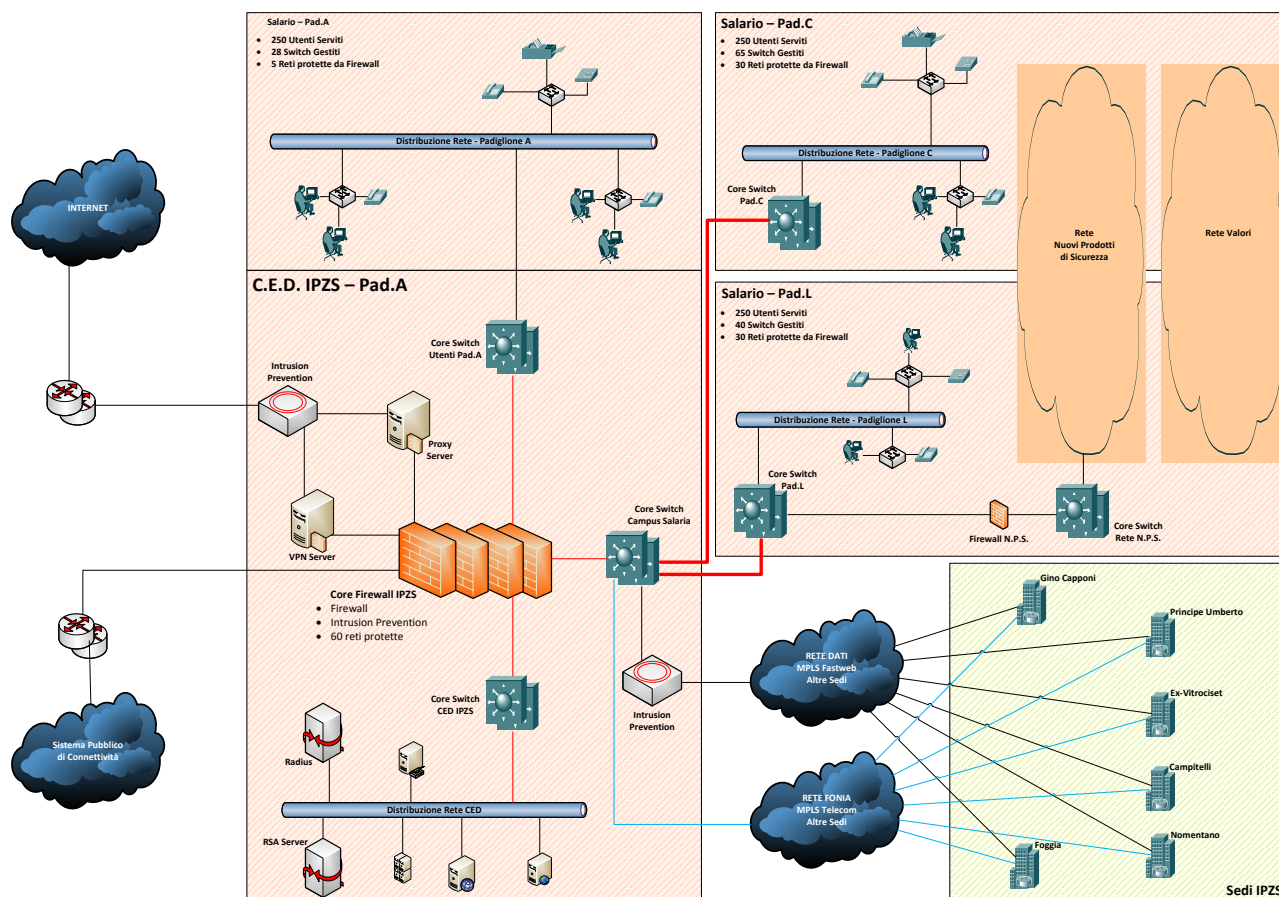 Salario – Pad.A
• 250 Utenti Serviti
• 28 Switch Gestiti
• 5 Reti protette da Firewall
Distribuzione Rete - Padiglione A
Salario – Pad.C
• 250 Utenti Serviti
• 65 Switch Gestiti
• 30 Reti protette da Firewall
Distribuzione Rete - Padiglione C
Core Switch
Pad.C
Rete
Nuovi Prodotti
di Sicurezza
Rete Valori
INTERNET
C.E.D. IPZS – Pad.A
Core Switch
Utenti Pad.A
Intrusion
Prevention
Proxy
Server
VPN Server
Core Firewall IPZS
• Firewall
• Intrusion Prevention
• 60 reti protette
Core Switch
Campus Salaria
Salario – Pad.L
• 250 Utenti Serviti
• 40 Switch Gestiti
• 30 Reti protette da Firewall
Distribuzione Rete - Padiglione L
Core Switch
Pad.L
Firewall N.P.S.
Core Switch
Rete N.P.S.
Core Switch
CED IPZS
Intrusion
Prevention
Sistema Pubblico
di Connettività
Radius
Distribuzione Rete CED
RSA Server
RETE DATI
MPLS Fastweb
Altre Sedi
RETE FONIA
MPLS Telecom
Altre Sedi
Gino Capponi
Principe Umberto
Ex-Vitrociset
Campitelli
Nomentano
Foggia
Sedi IPZS